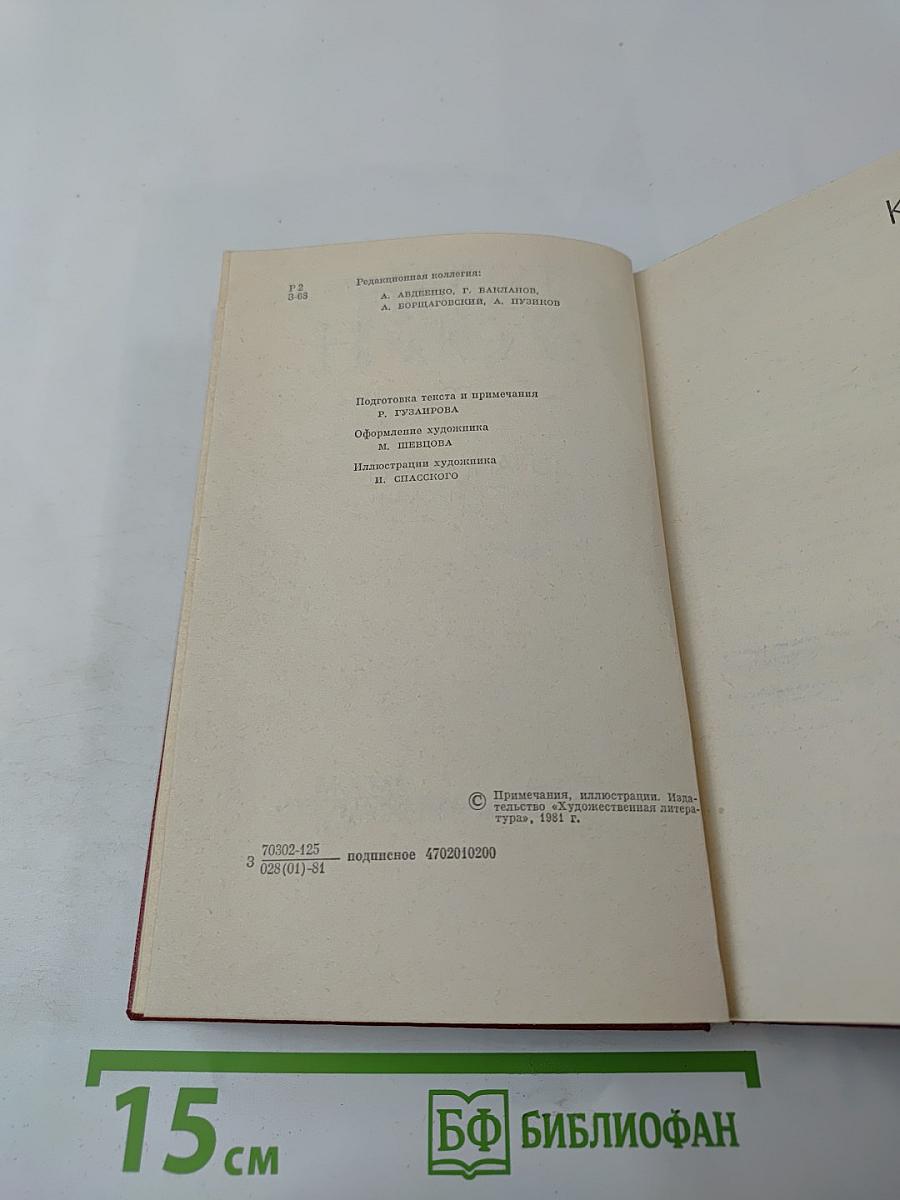 Р 2
З-63
Редакционная коллегия:
А. АВДЕЕНКО, Г. БАКЛАНОВ,
А. БОРЩАГОВСКИЙ, А. ПУЗИКОВ
Подготовка текста и примечания
Р. ГУЗАИРОВА
Оформление художника
М. ШЕВЦОВА
Иллюстрации художника
И. СПАССКОГО
© Примечания, иллюстрации. Изда-
тельство «Художественная литера-
тура», 1981 г.
З 70302-125
028(01)-81
подписное 4702010200
К
15 см
БФ БИБЛИОФАН